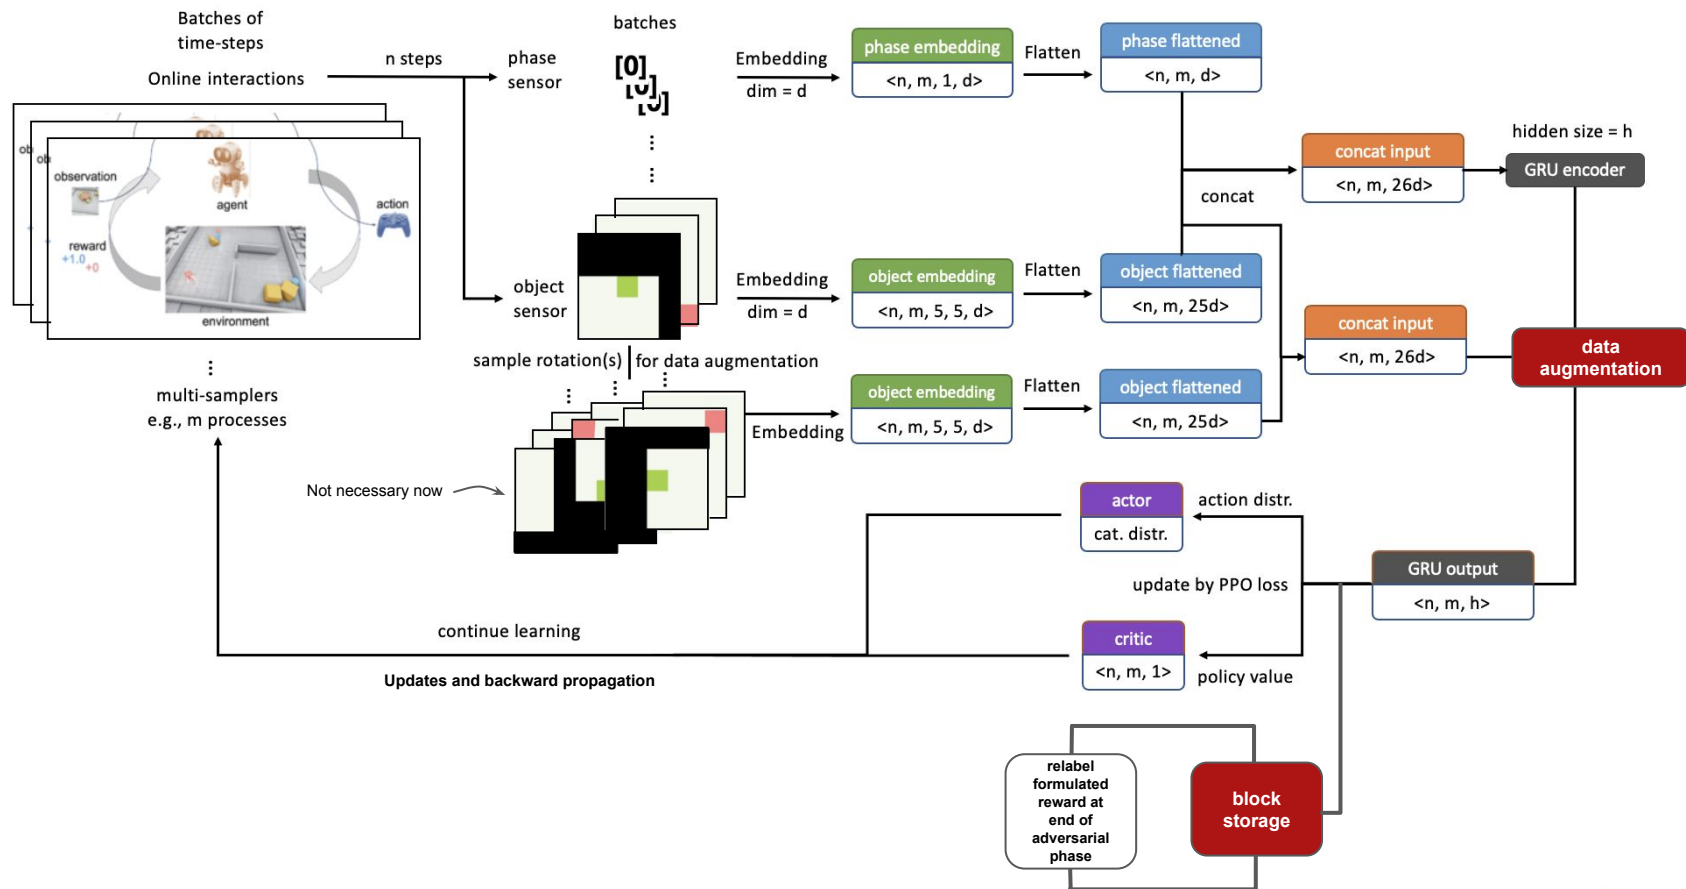 Batches of
time-steps
Online interactions
n steps
phase
sensor
batches
[0]
[0]
[0]
Embedding
dim = d
phase embedding
<n, m, 1, d>
Flatten
phase flattened
<n, m, d>
hidden size = h
concat input
<n, m, 26d>
GRU encoder
concat
ob
ob
observation
agent
action
reward
+1.0
+0
environment
object
sensor
Embedding
dim = d
object embedding
<n, m, 5, 5, d>
Flatten
object flattened
<n, m, 25d>
concat input
<n, m, 26d>
data
augmentation
sample rotation(s)
for data augmentation
multi-samplers
e.g., m processes
Embedding
object embedding
<n, m, 5, 5, d>
Flatten
object flattened
<n, m, 25d>
Not necessary now
actor
cat. distr.
action distr.
update by PPO loss
GRU output
<n, m, h>
continue learning
critic
<n, m, 1>
policy value
Updates and backward propagation
relabel
formulated
reward at
end of
adversarial
phase
block
storage